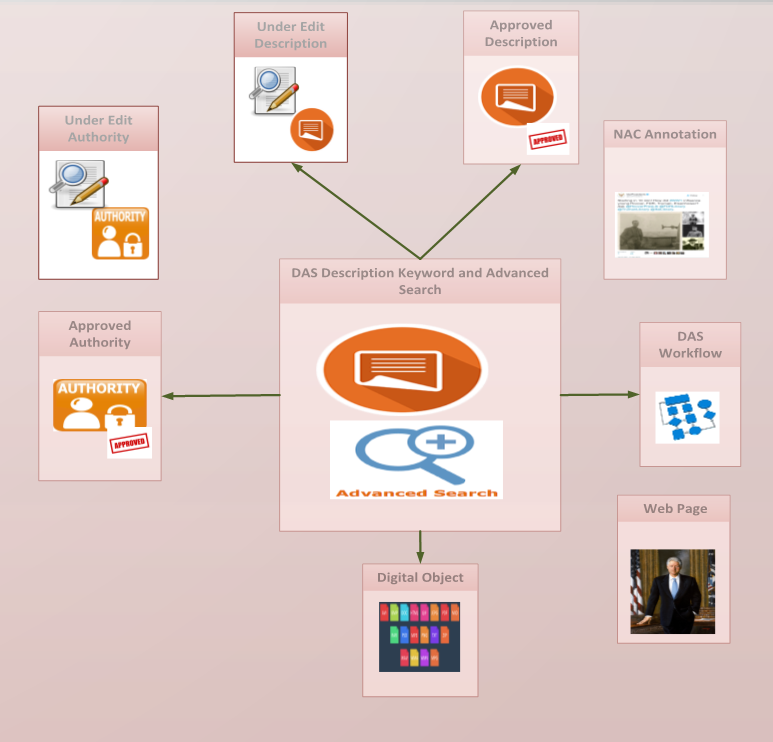 Under Edit
Description
Approved
Description
APPROVED
Under Edit
Authority
AUTHORITY
NAC Annotation
DAS Description Keyword and Advanced
Search
Advanced Search
Approved
Authority
AUTHORITY
APPROVED
DAS
Workflow
Web Page
Digital Object